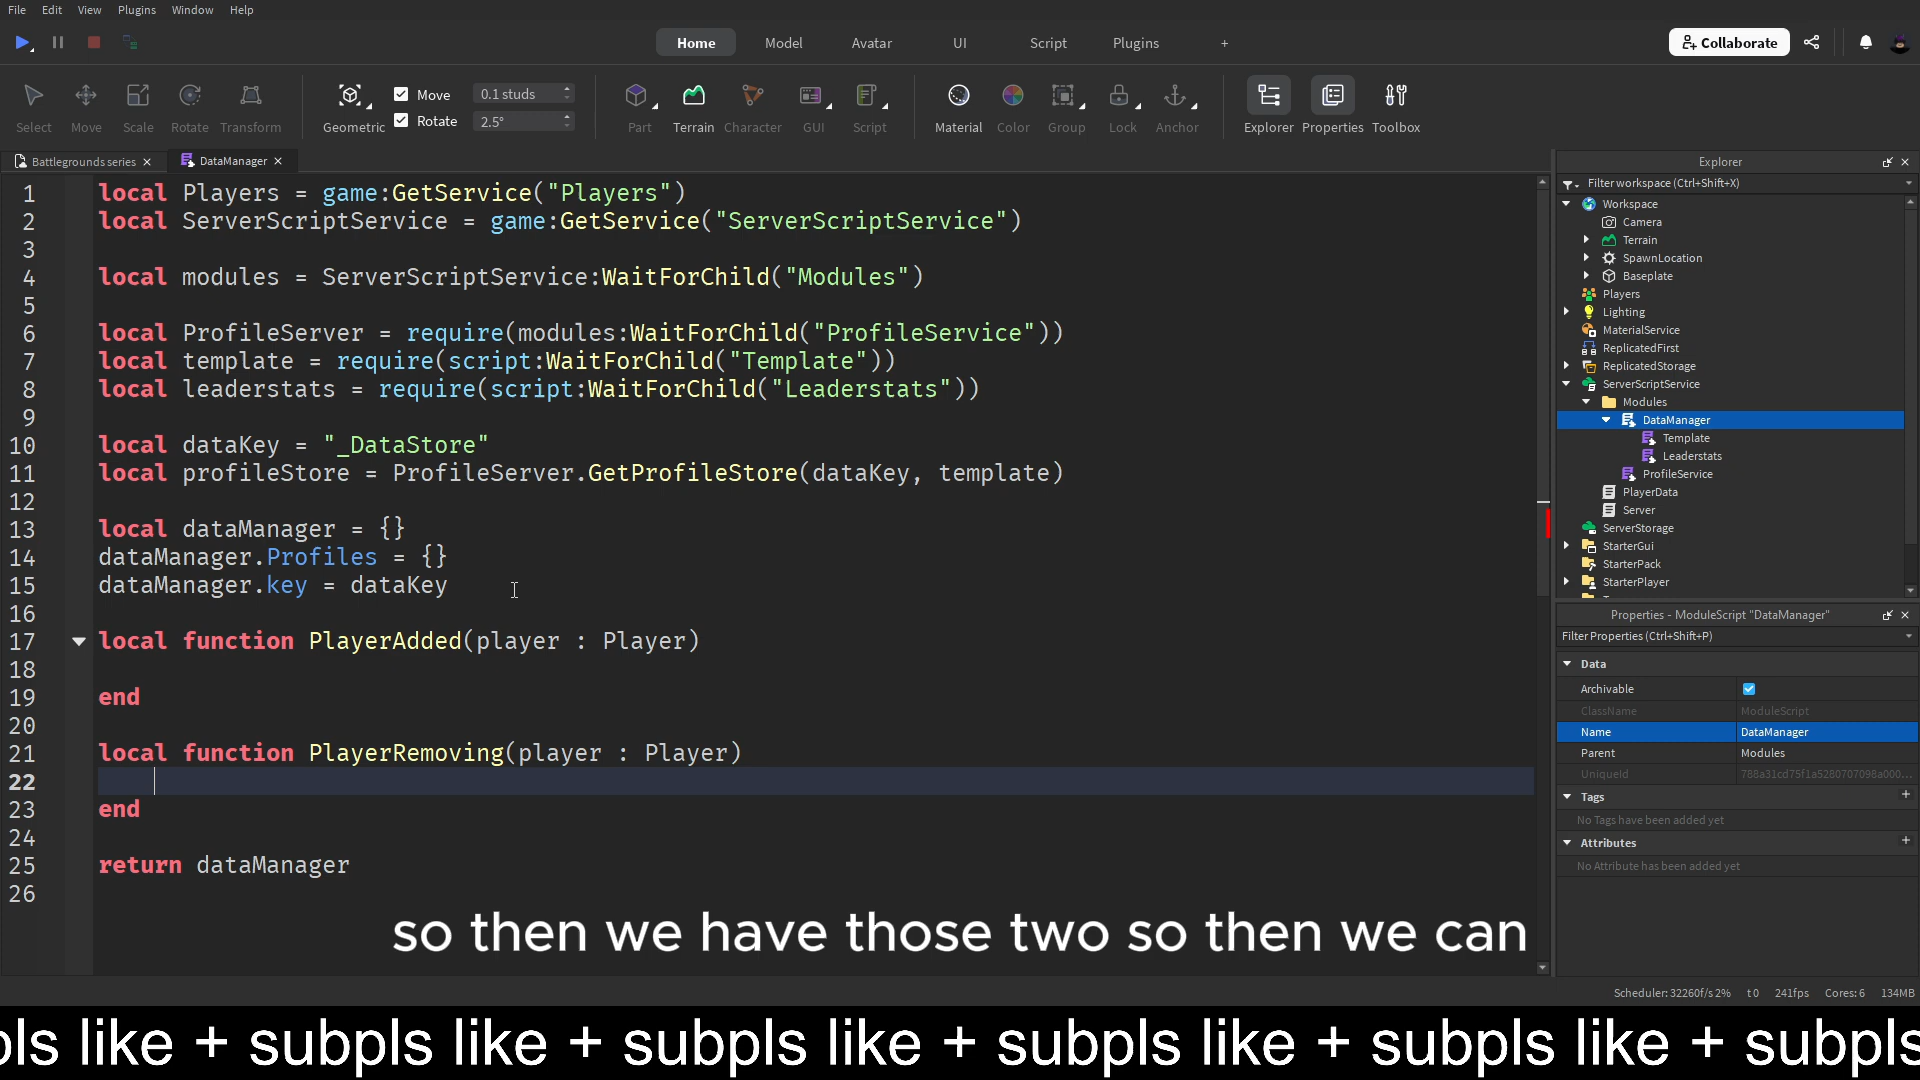 File Edit View Plugins Window Help
Home Model Avatar UI Script Plugins +
Collaborate
Select Move Scale Rotate Transform
Geometric
Move 0.1 studs
Rotate 2.5°
Part Terrain Character GUI Script
Material Color Group Lock Anchor
Explorer Properties Toolbox
Battlegrounds series × DataManager ×
1 local Players = game:GetService("Players")
2 local ServerScriptService = game:GetService("ServerScriptService")
3
4 local modules = ServerScriptService:WaitForChild("Modules")
5
6 local ProfileServer = require(modules:WaitForChild("ProfileService"))
7 local template = require(script:WaitForChild("Template"))
8 local leaderstats = require(script:WaitForChild("Leaderstats"))
9
10 local dataKey = "_DataStore"
11 local profileStore = ProfileServer.GetProfileStore(dataKey, template)
12
13 local dataManager = {}
14 dataManager.Profiles = {}
15 dataManager.key = dataKey
16
17 local function PlayerAdded(player : Player)
18
19 end
20
21 local function PlayerRemoving(player : Player)
22
23 end
24
25 return dataManager
26
so then we have those two so then we can
Explorer
Filter workspace (Ctrl+Shift+X)
Workspace
Camera
Terrain
SpawnLocation
Baseplate
Players
Lighting
MaterialService
ReplicatedFirst
ReplicatedStorage
ServerScriptService
Modules
DataManager
Template
Leaderstats
ProfileService
PlayerData
Server
ServerStorage
StarterGui
StarterPack
StarterPlayer
Properties - ModuleScript "DataManager"
Filter Properties (Ctrl+Shift+P)
Data
Archivable
ClassName ModuleScript
Name DataManager
Parent Modules
UniqueId 788a31cd75f1a5280707098a000...
Tags +
No Tags have been added yet
Attributes +
No Attribute has been added yet
Scheduler: 32260f/s 2% t0 241fps Cores: 6 134MB
pls like + subpls like + subpls like + subpls like + subpls like + subpls